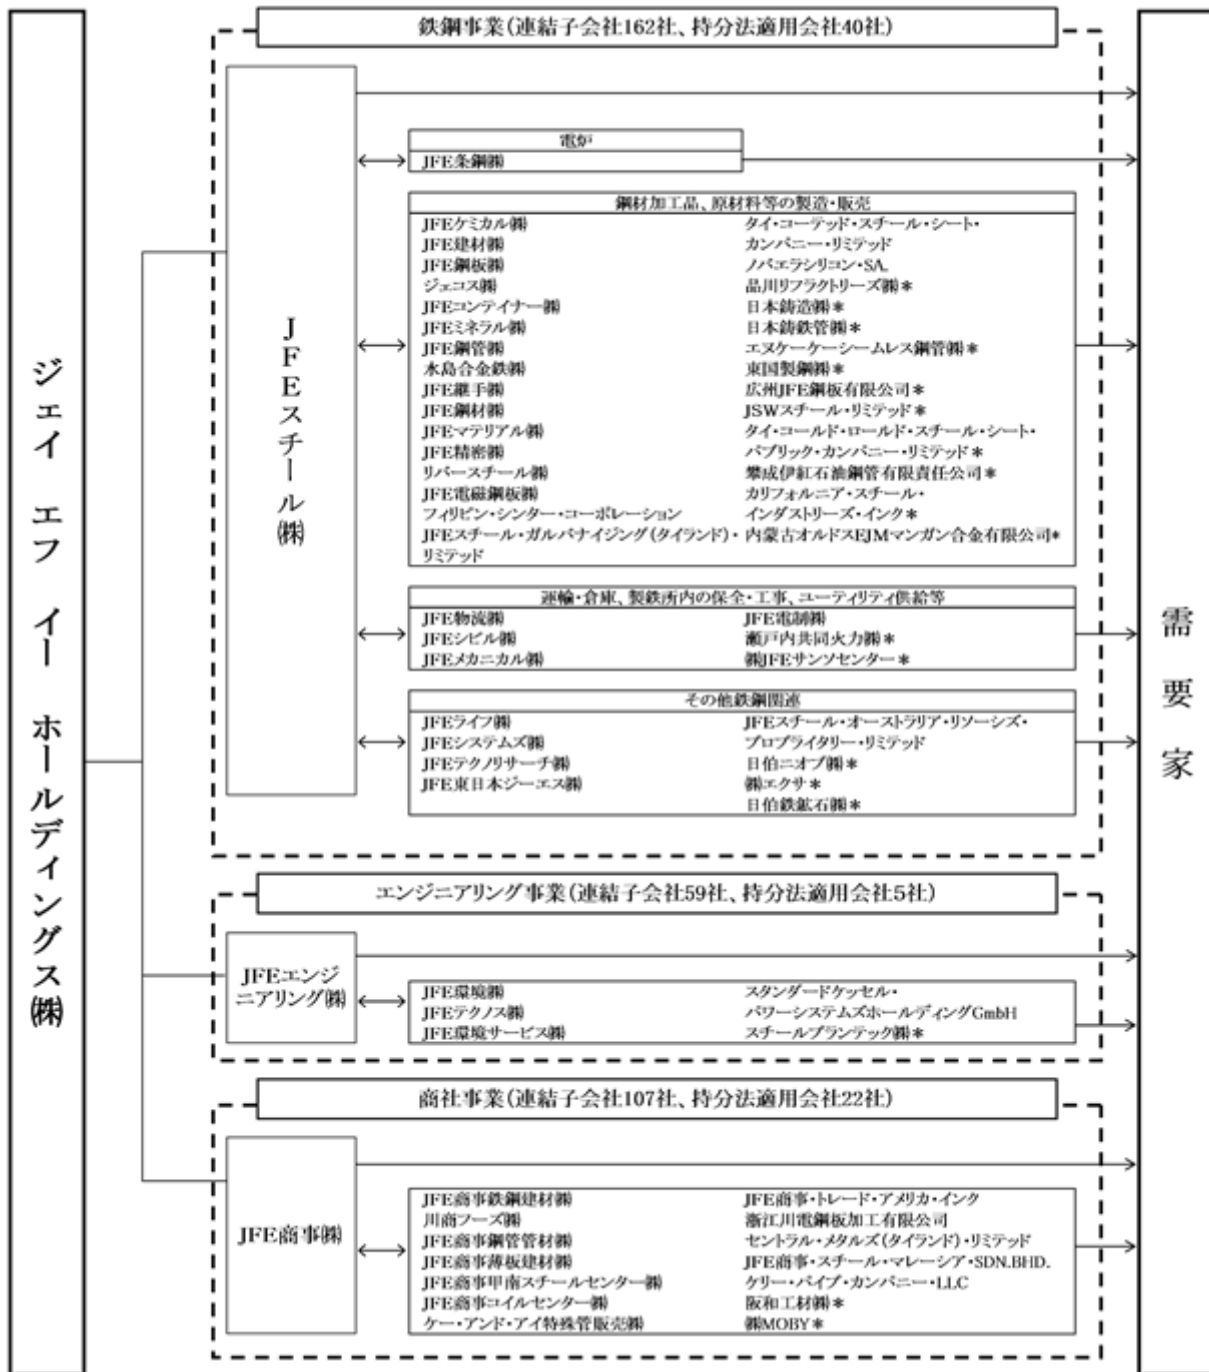 ジェイ エフ イー ホールディングス㈱
鉄鋼事業(連結子会社162社、持分法適用会社40社)
JFEスチール㈱
電炉
JFE条鋼㈱
鋼材加工品、原材料等の製造・販売
JFEケミカル㈱
JFE建材㈱
JFE鋼板㈱
ジェコス㈱
JFEコンテイナー㈱
JFEミネラル㈱
JFE鋼管㈱
水島合金鉄㈱
JFE継手㈱
JFE鋼材㈱
JFEマテリアル㈱
JFE精密㈱
リバースチール㈱
JFE電磁鋼板㈱
フィリピン・シンター・コーポレーション
JFEスチール・ガルバナイジング(タイランド)・
リミテッド
タイ・コーテッド・スチール・シート・
カンパニー・リミテッド
ノバエラシリコン・SA.
品川リフラクトリーズ㈱＊
日本鋳造㈱＊
日本鋳鉄管㈱＊
エヌケーケーシームレス鋼管㈱＊
東国製鋼㈱＊
広州JFE鋼板有限公司＊
JSWスチール・リミテッド＊
タイ・コールド・ロールド・スチール・シート・
パブリック・カンパニー・リミテッド＊
攀成伊紅石油鋼管有限責任公司＊
カリフォルニア・スチール・
インダストリーズ・インク＊
内蒙古オルドスEJMマンガン合金有限公司＊
運輸・倉庫、製鉄所内の保全・工事、ユーティリティ供給等
JFE物流㈱
JFEシビル㈱
JFEメカニカル㈱
JFE電制㈱
瀬戸内共同火力㈱＊
㈱JFEサンソセンター＊
その他鉄鋼関連
JFEライフ㈱
JFEシステムズ㈱
JFEテクノリサーチ㈱
JFE東日本ジーエス㈱
JFEスチール・オーストラリア・リソーシズ・
プロプライタリー・リミテッド
日伯ニオブ㈱＊
㈱エクサ＊
日伯鉄鉱石㈱＊
エンジニアリング事業(連結子会社59社、持分法適用会社5社)
JFEエンジ
ニアリング㈱
JFE環境㈱
JFEテクノス㈱
JFE環境サービス㈱
スタンダードケッセル・
パワーシステムズホールディングGmbH
スチールプランテック㈱＊
商社事業(連結子会社107社、持分法適用会社22社)
JFE商事㈱
JFE商事鉄鋼建材㈱
川商フーズ㈱
JFE商事鋼管管材㈱
JFE商事薄板建材㈱
JFE商事甲南スチールセンター㈱
JFE商事コイルセンター㈱
ケー・アンド・アイ特殊管販売㈱
JFE商事・トレード・アメリカ・インク
浙江川電鋼板加工有限公司
セントラル・メタルズ(タイランド)・リミテッド
JFE商事・スチール・マレーシア・SDN.BHD.
ケリー・パイプ・カンパニー・LLC
阪和工材㈱＊
㈱MOBY＊
需要家